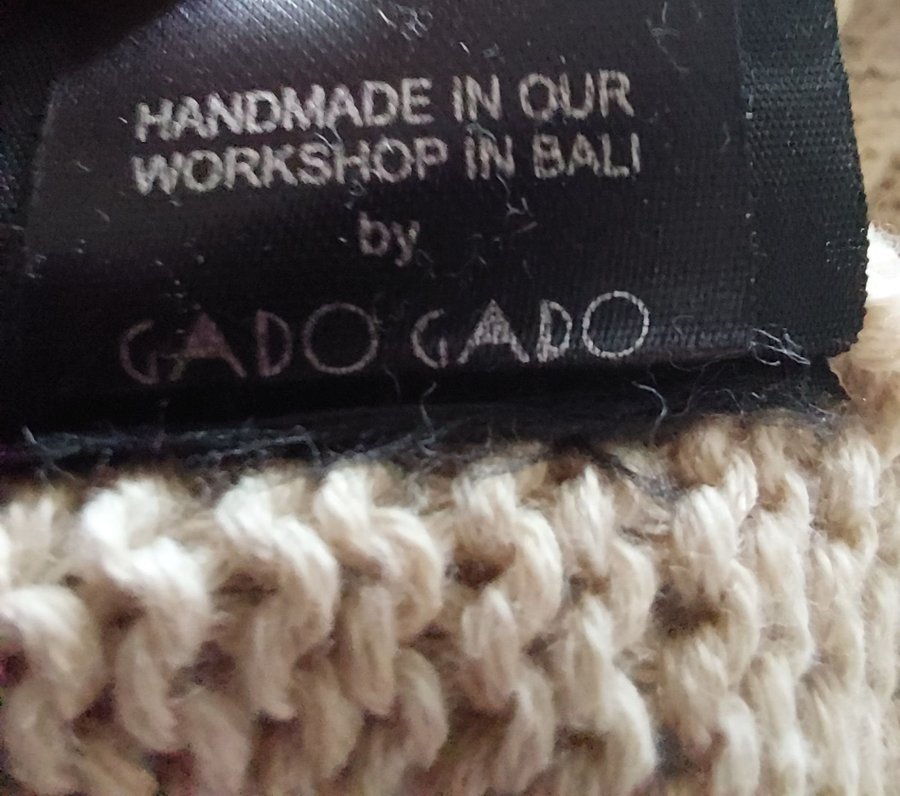 HANDMADE IN OUR
WORKSHOP IN BALI
by
GADO GADO